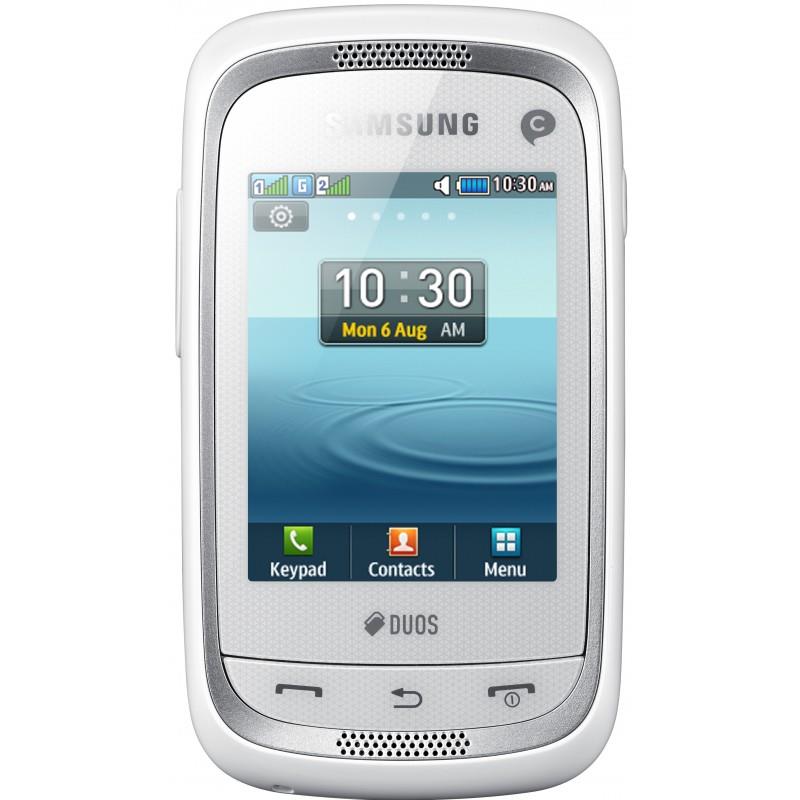 SAMSUNG C
1 G 2 10:30 AM
10:30
Mon 6 Aug AM
Keypad Contacts Menu
DUOS